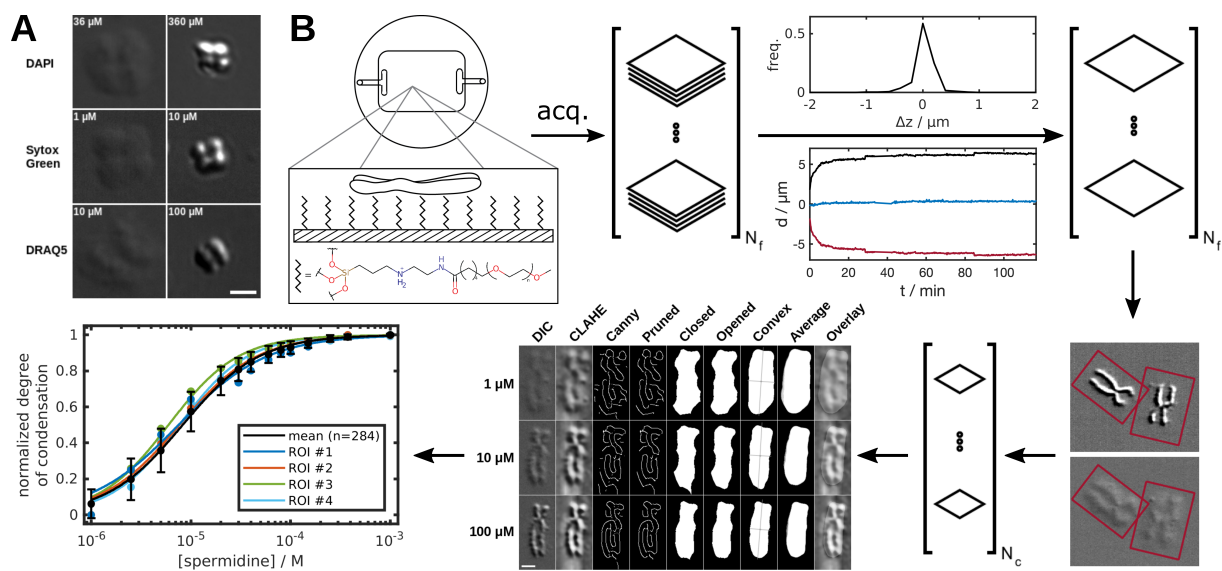 A
36 µM
360 µM
DAPI
1 µM
10 µM
Sytox
Green
10 µM
100 µM
DRAQ5
B
=
Si
O
O
O
N
H₂
+
H
N
O
O
O
n
acq.
N_f
freq.
0.5
0
-2
-1
0
1
2
Δz / µm
d / µm
5
0
-5
0
20
40
60
80
100
t / min
N_f
N_c
DIC
CLAHE
Canny
Pruned
Closed
Opened
Convex
Average
Overlay
1 µM
10 µM
100 µM
normalized degree
of condensation
1
0.8
0.6
0.4
0.2
0
mean (n=284)
ROI #1
ROI #2
ROI #3
ROI #4
10⁻⁶
10⁻⁵
10⁻⁴
10⁻³
[spermidine] / M